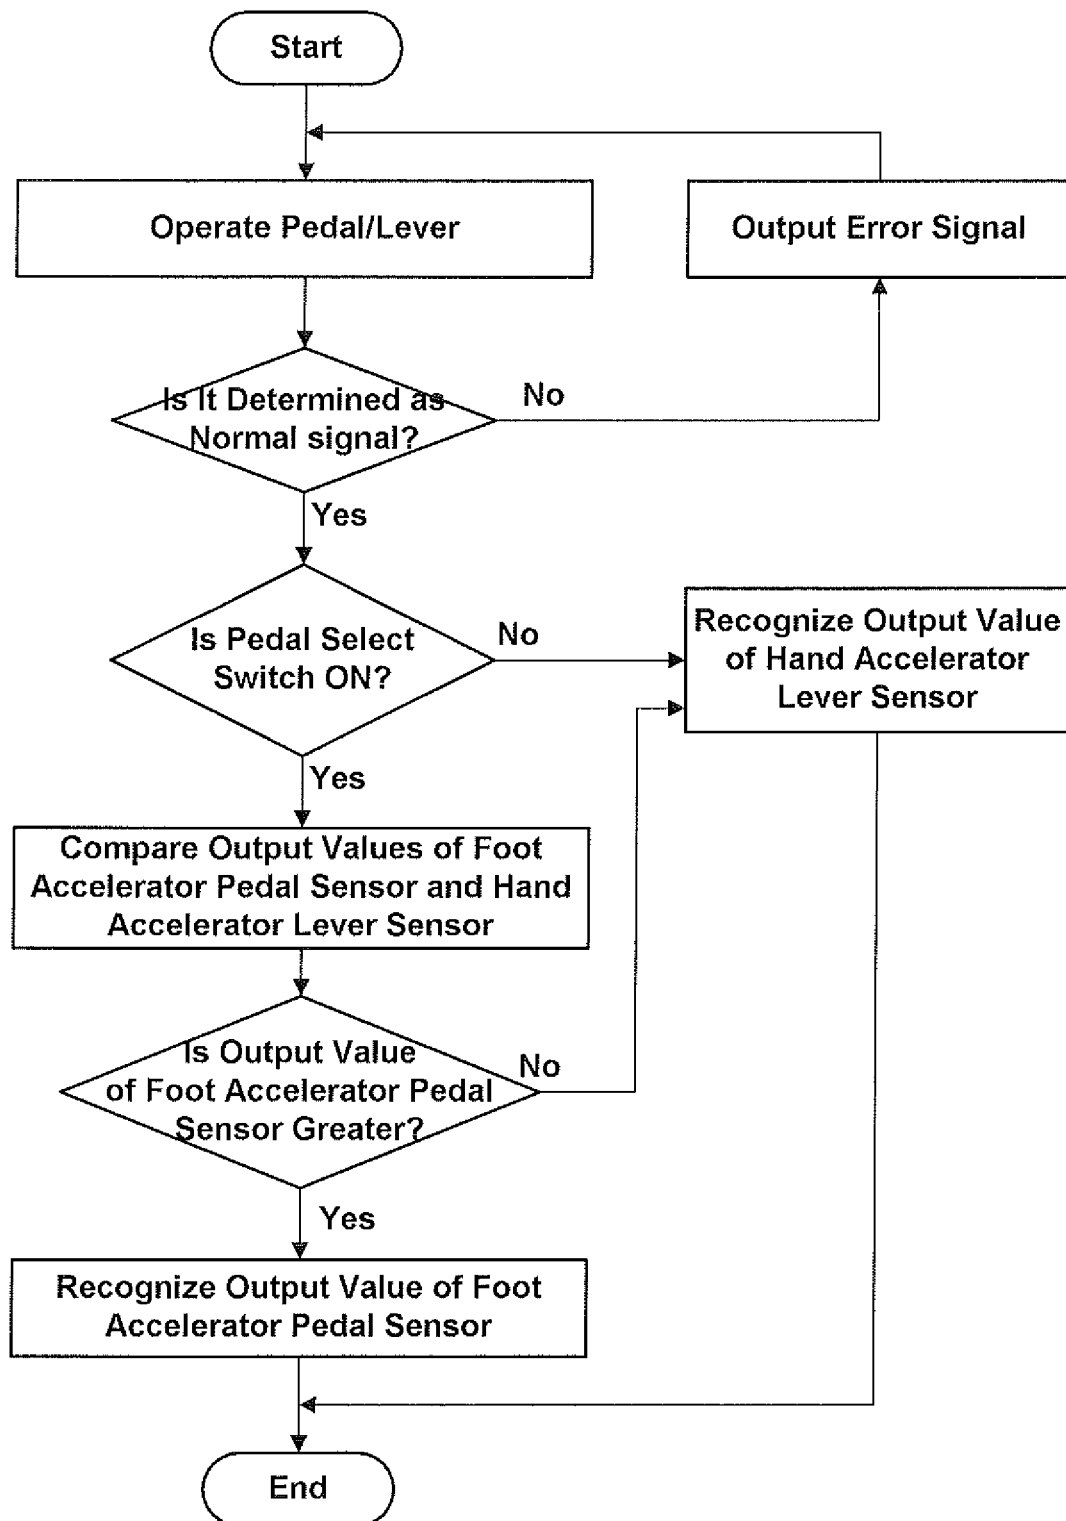 Start
Operate Pedal/Lever
Output Error Signal
Is It Determined as
Normal signal?
No
Yes
Is Pedal Select
Switch ON?
No
Recognize Output Value
of Hand Accelerator
Lever Sensor
Yes
Compare Output Values of Foot
Accelerator Pedal Sensor and Hand
Accelerator Lever Sensor
Is Output Value
of Foot Accelerator Pedal
Sensor Greater?
No
Yes
Recognize Output Value of Foot
Accelerator Pedal Sensor
End